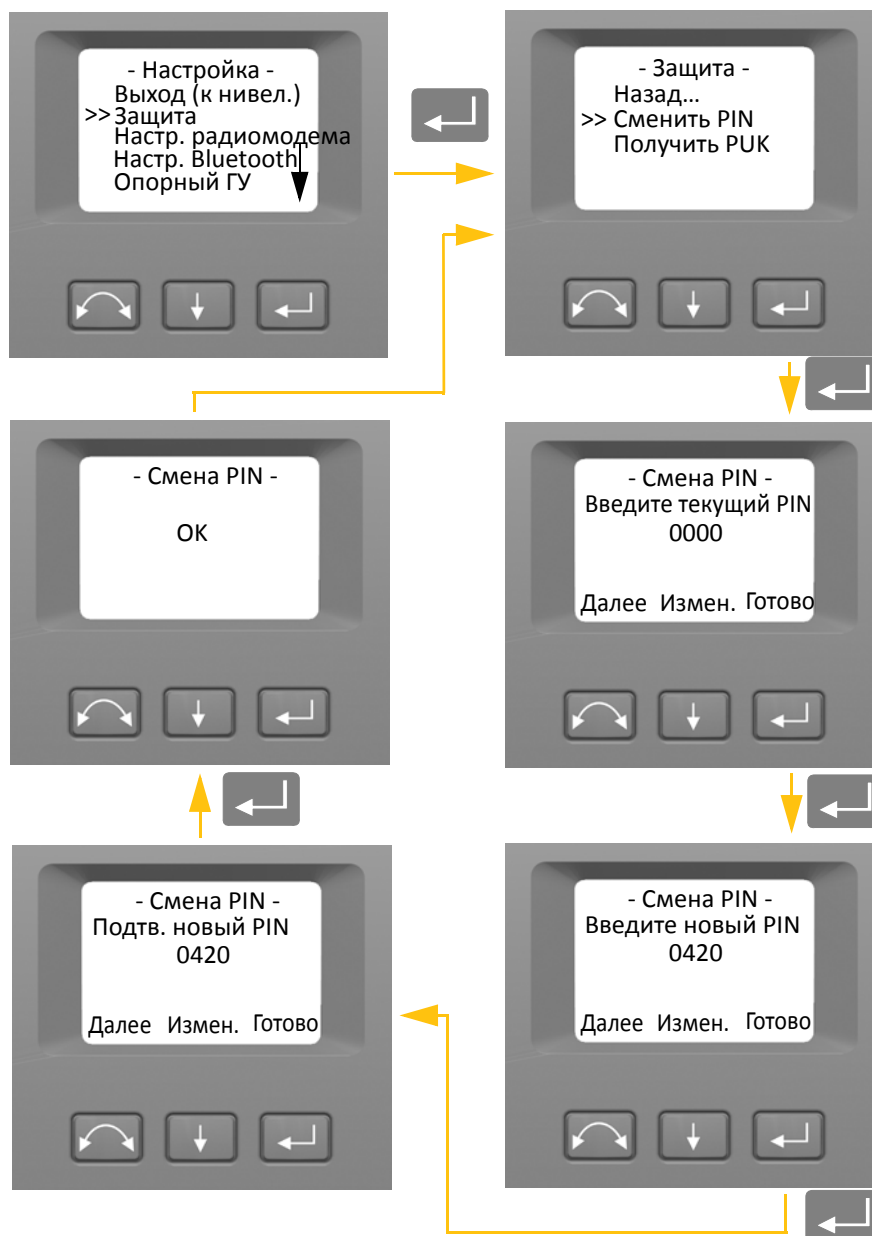 - Настройка -
Выход (к нивел.)
>> Защита
Настр. радиомодема
Настр. Bluetooth
Опорный ГУ
- Защита -
Назад...
>> Сменить PIN
Получить PUK
- Смена PIN -
OK
- Смена PIN -
Введите текущий PIN
0000
Далее Измен. Готово
- Смена PIN -
Подтв. новый PIN
0420
Далее Измен. Готово
- Смена PIN -
Введите новый PIN
0420
Далее Измен. Готово